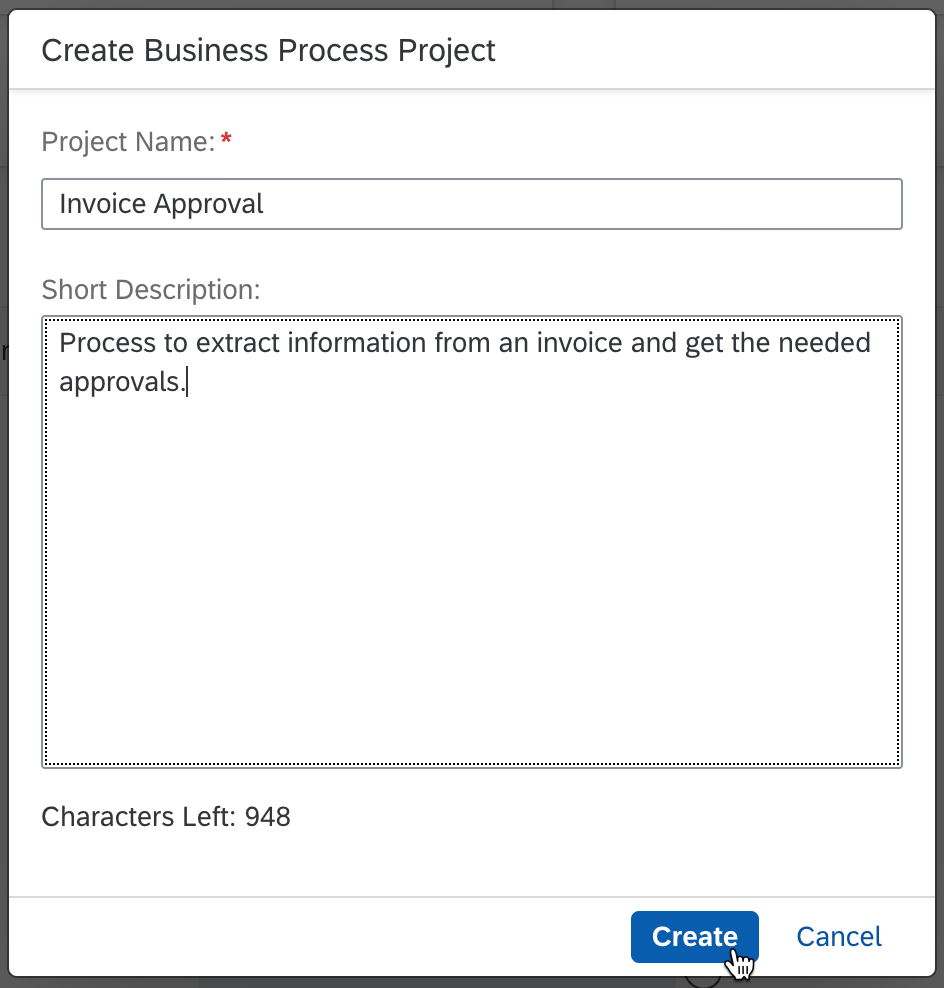 Create Business Process Project
Project Name: *
Invoice Approval
Short Description:
Process to extract information from an invoice and get the needed
approvals.
Characters Left: 948
Create
Cancel